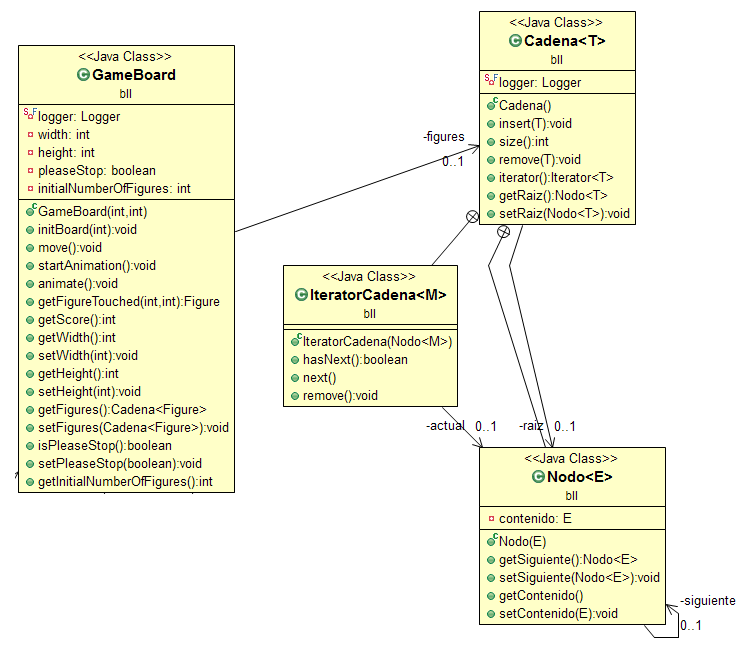 <<Java Class>>
GameBoard
bll
logger: Logger
width: int
height: int
pleaseStop: boolean
initialNumberOfFigures: int
GameBoard(int,int)
initBoard(int):void
move():void
startAnimation():void
animate():void
getFigureTouched(int,int):Figure
getScore():int
getWidth():int
setWidth(int):void
getHeight():int
setHeight(int):void
getFigures():Cadena<Figure>
setFigures(Cadena<Figure>):void
isPleaseStop():boolean
setPleaseStop(boolean):void
getInitialNumberOfFigures():int
-figures
0..1
<<Java Class>>
Cadena<T>
bll
logger: Logger
Cadena()
insert(T):void
size():int
remove(T):void
iterator():Iterator<T>
getRaiz():Nodo<T>
setRaiz(Nodo<T>):void
<<Java Class>>
IteratorCadena<M>
bll
IteratorCadena(Nodo<M>)
hasNext():boolean
next()
remove():void
-actual 0..1
-raiz 0..1
<<Java Class>>
Nodo<E>
bll
contenido: E
Nodo(E)
getSiguiente():Nodo<E>
setSiguiente(Nodo<E>):void
getContenido()
setContenido(E):void
-siguiente
0..1